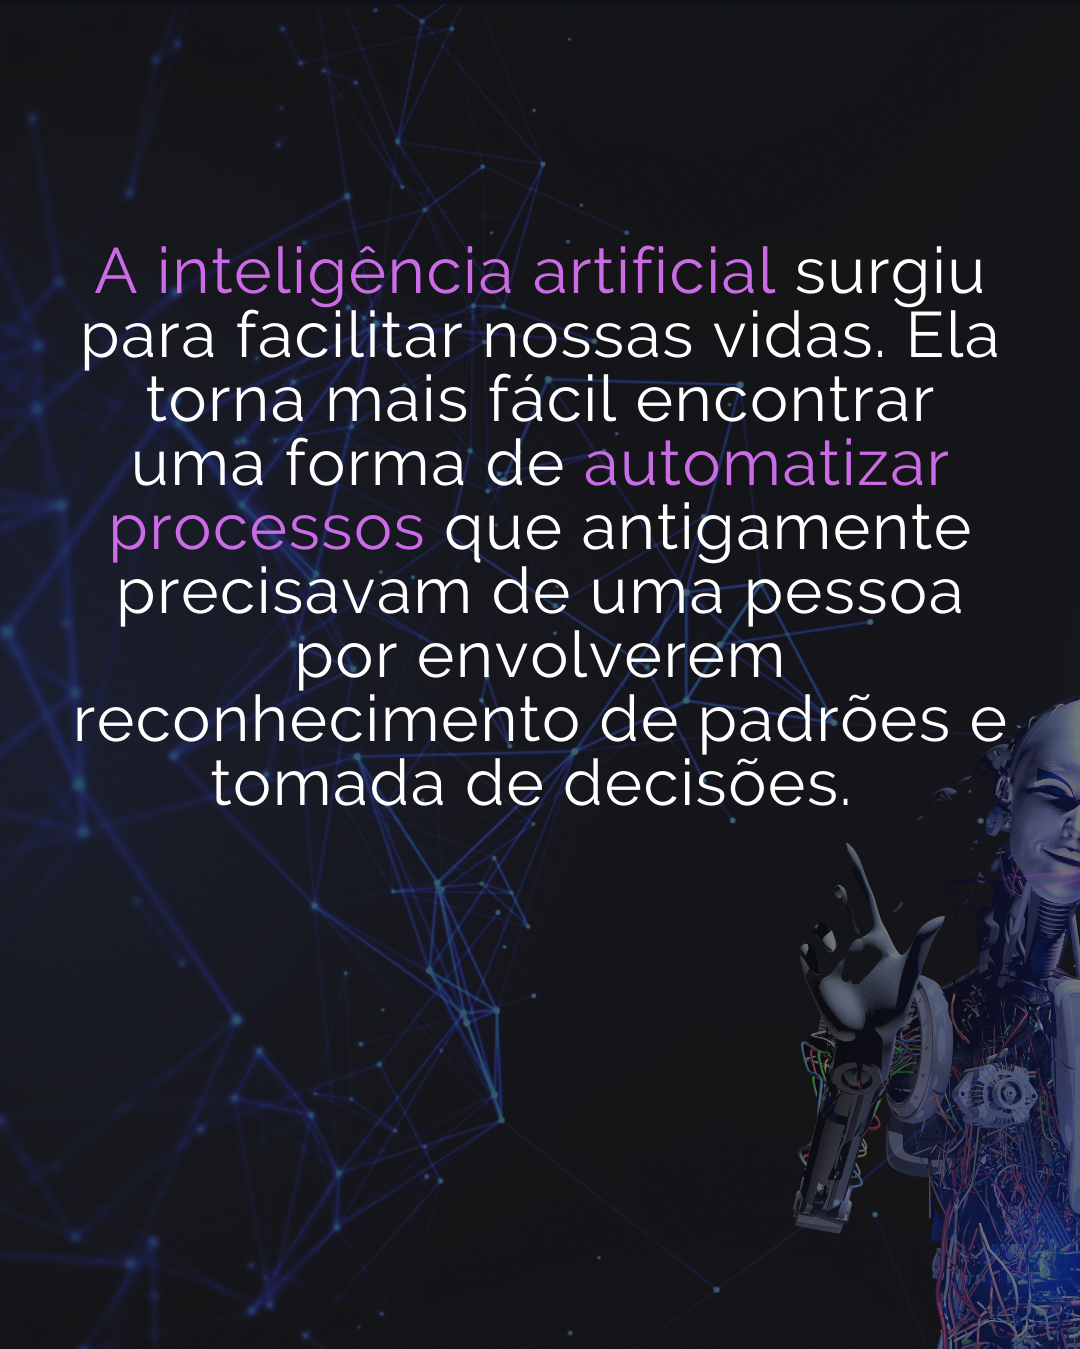 A inteligência artificial surgiu
para facilitar nossas vidas. Ela
torna mais fácil encontrar
uma forma de automatizar
processos que antigamente
precisavam de uma pessoa
por envolverem
reconhecimento de padrões e
tomada de decisões.